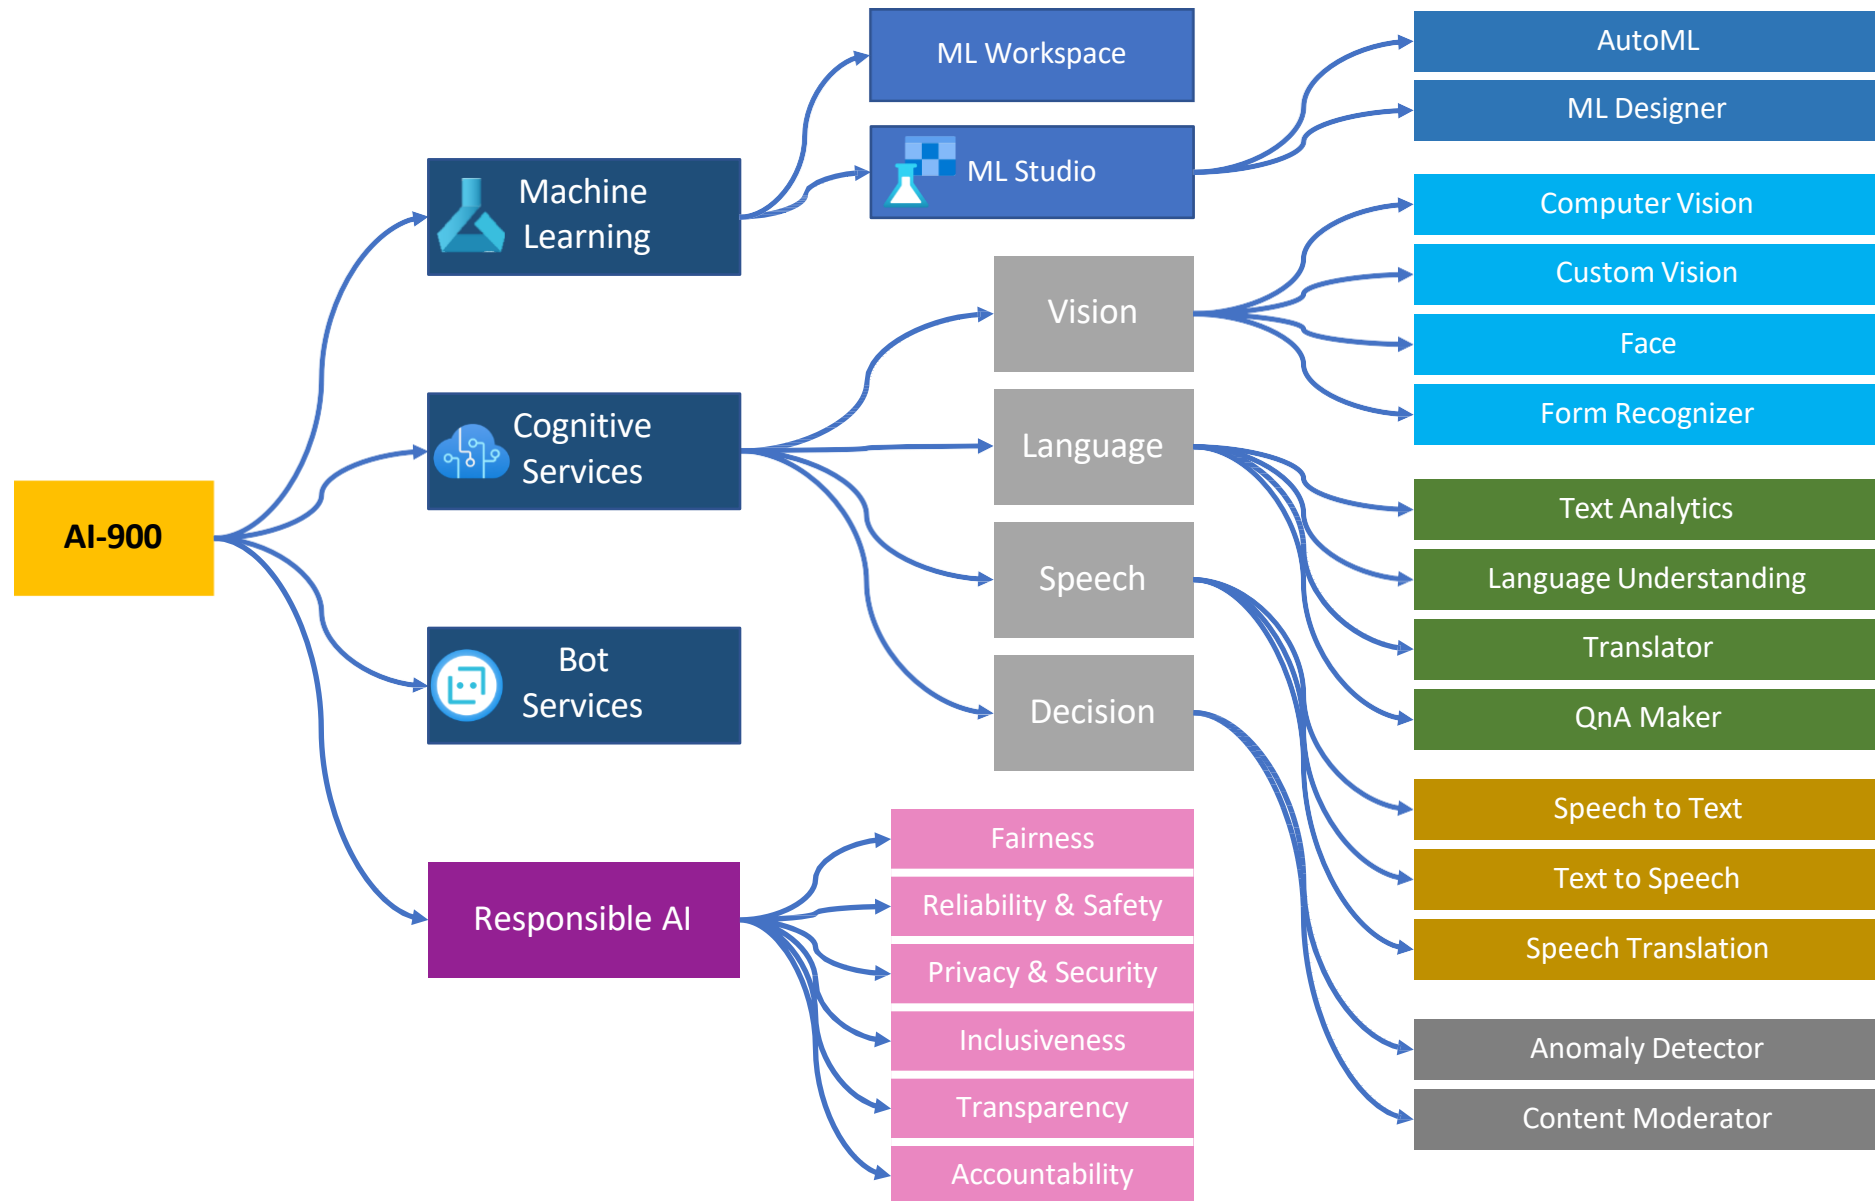 AI-900
Machine
Learning
Cognitive
Services
Bot
Services
Responsible AI
ML Workspace
ML Studio
Vision
Language
Speech
Decision
Fairness
Reliability & Safety
Privacy & Security
Inclusiveness
Transparency
Accountability
AutoML
ML Designer
Computer Vision
Custom Vision
Face
Form Recognizer
Text Analytics
Language Understanding
Translator
QnA Maker
Speech to Text
Text to Speech
Speech Translation
Anomaly Detector
Content Moderator